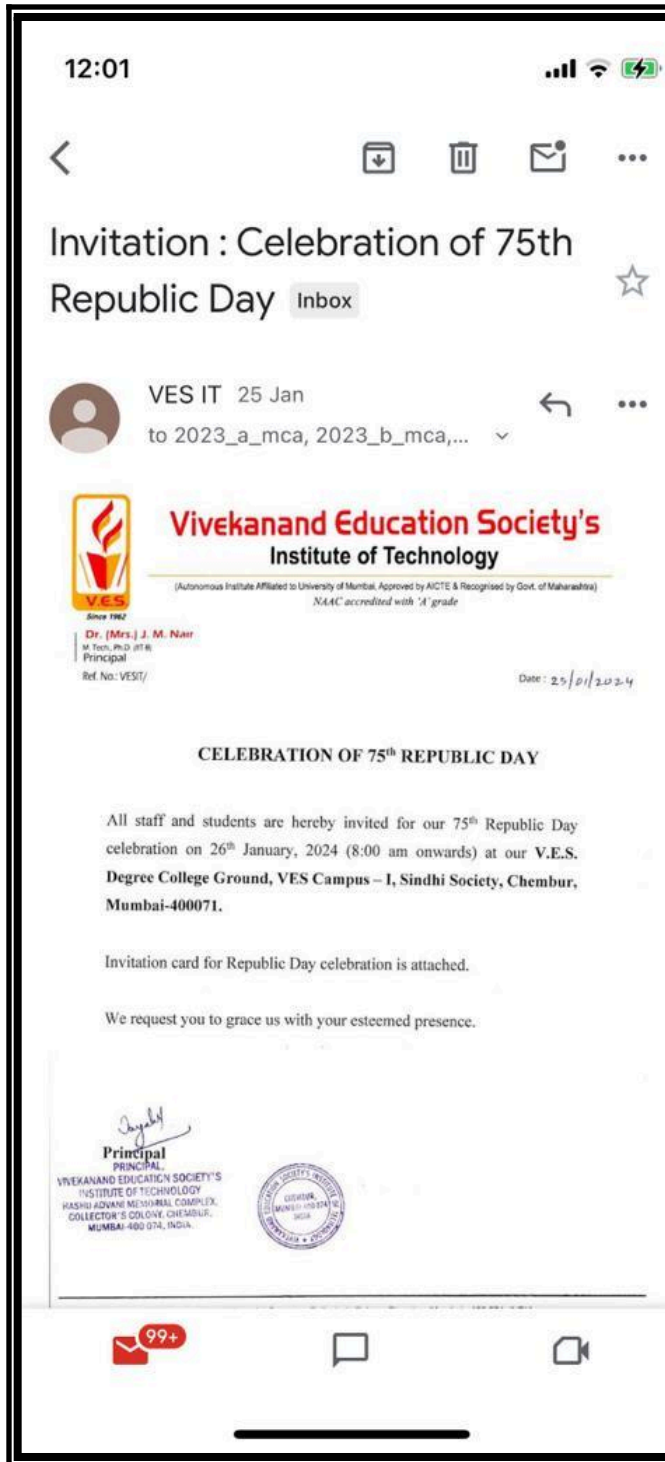 12:01
Invitation : Celebration of 75th
Republic Day Inbox
VES IT 25 Jan
to 2023_a_mca, 2023_b_mca,...
Vivekanand Education Society's
Institute of Technology
(Autonomous Institute Affiliated to University of Mumbai, Approved by AICTE & Recognised by Govt. of Maharashtra)
NAAC accredited with 'A' grade
V.E.S.
Since 1962
Dr. (Mrs.) J. M. Nair
M.Tech., Ph.D.
Principal
Ref. No.: VESIT/
Date : 25/01/2024
CELEBRATION OF 75th REPUBLIC DAY
All staff and students are hereby invited for our 75th Republic Day
celebration on 26th January, 2024 (8:00 am onwards) at our V.E.S.
Degree College Ground, VES Campus – I, Sindhi Society, Chembur,
Mumbai-400071.
Invitation card for Republic Day celebration is attached.
We request you to grace us with your esteemed presence.
Principal
PRINCIPAL,
VIVEKANAND EDUCATION SOCIETY'S
INSTITUTE OF TECHNOLOGY
HASHU ADVANI MEMORIAL COMPLEX,
COLLECTOR'S COLONY, CHEMBUR,
MUMBAI-400 074, INDIA.
99+